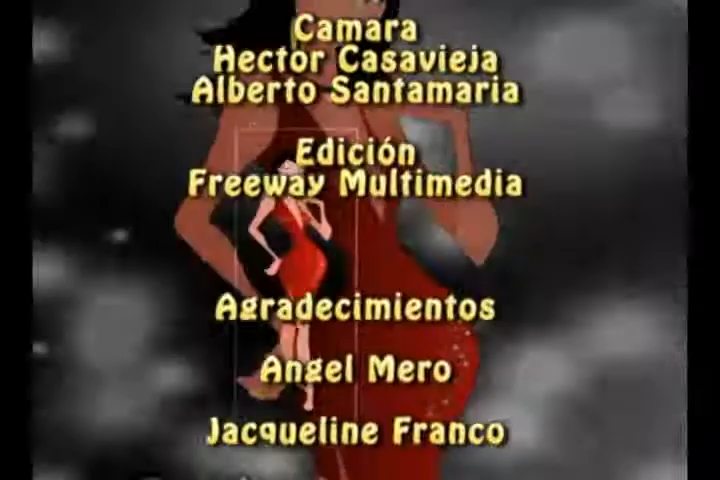 Camara
Hector Casavieja
Alberto Santamaria
Edición
Freeway Multimedia
Agradecimientos
Angel Mero
Jacqueline Franco